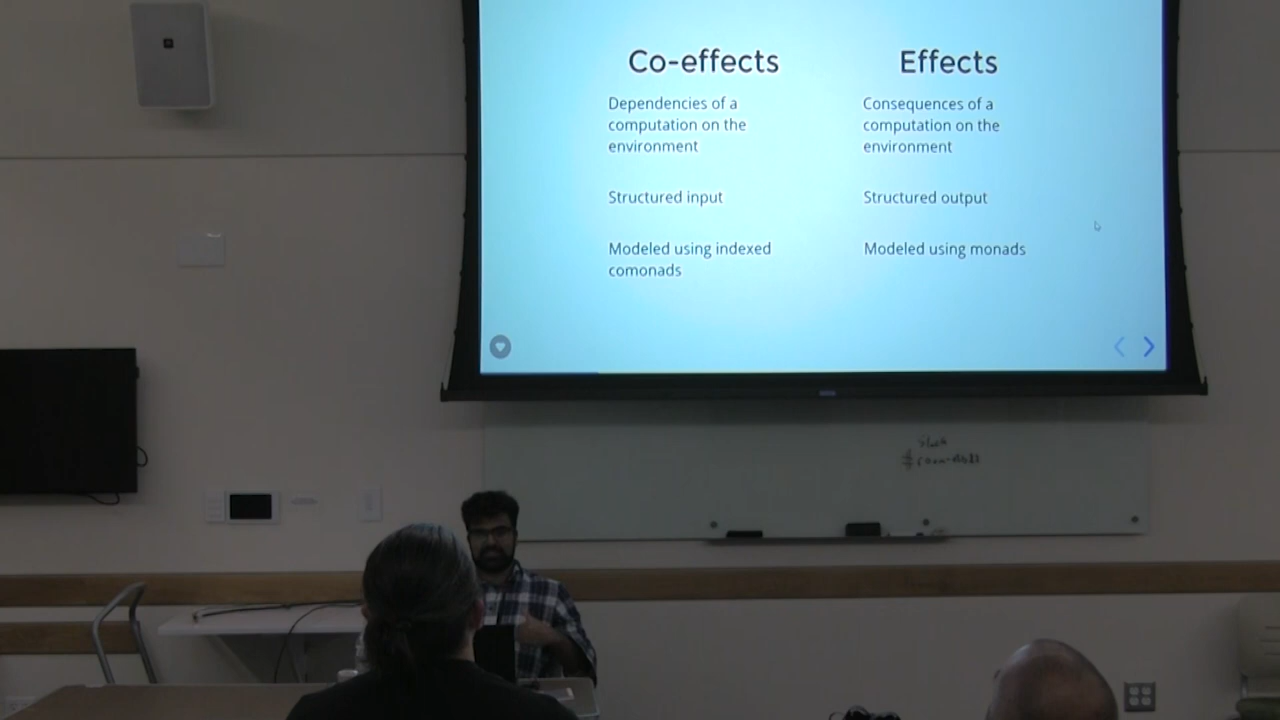 Co-effects
Dependencies of a
computation on the
environment
Structured input
Modeled using indexed
comonads
Effects
Consequences of a
computation on the
environment
Structured output
Modeled using monads